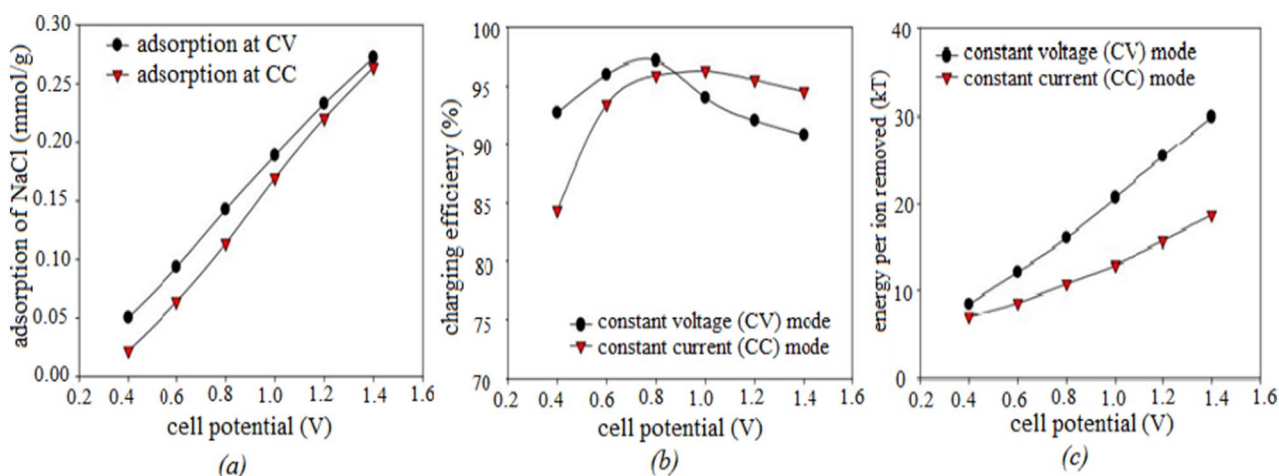 adsorption of NaCl (mmol/g)
0.30
0.25
0.20
0.15
0.10
0.05
0.00
adsorption at CV
adsorption at CC
0.2 0.4 0.6 0.8 1.0 1.2 1.4 1.6
cell potential (V)
(a)
charging efficieny (%)
100
95
90
85
80
75
70
constant voltage (CV) mode
constant current (CC) mode
0.2 0.4 0.6 0.8 1.0 1.2 1.4 1.6
cell potential (V)
(b)
energy per ion removed (kT)
40
30
20
10
0
constant voltage (CV) mode
constant current (CC) mode
0.2 0.4 0.6 0.8 1.0 1.2 1.4 1.6
cell potential (V)
(c)